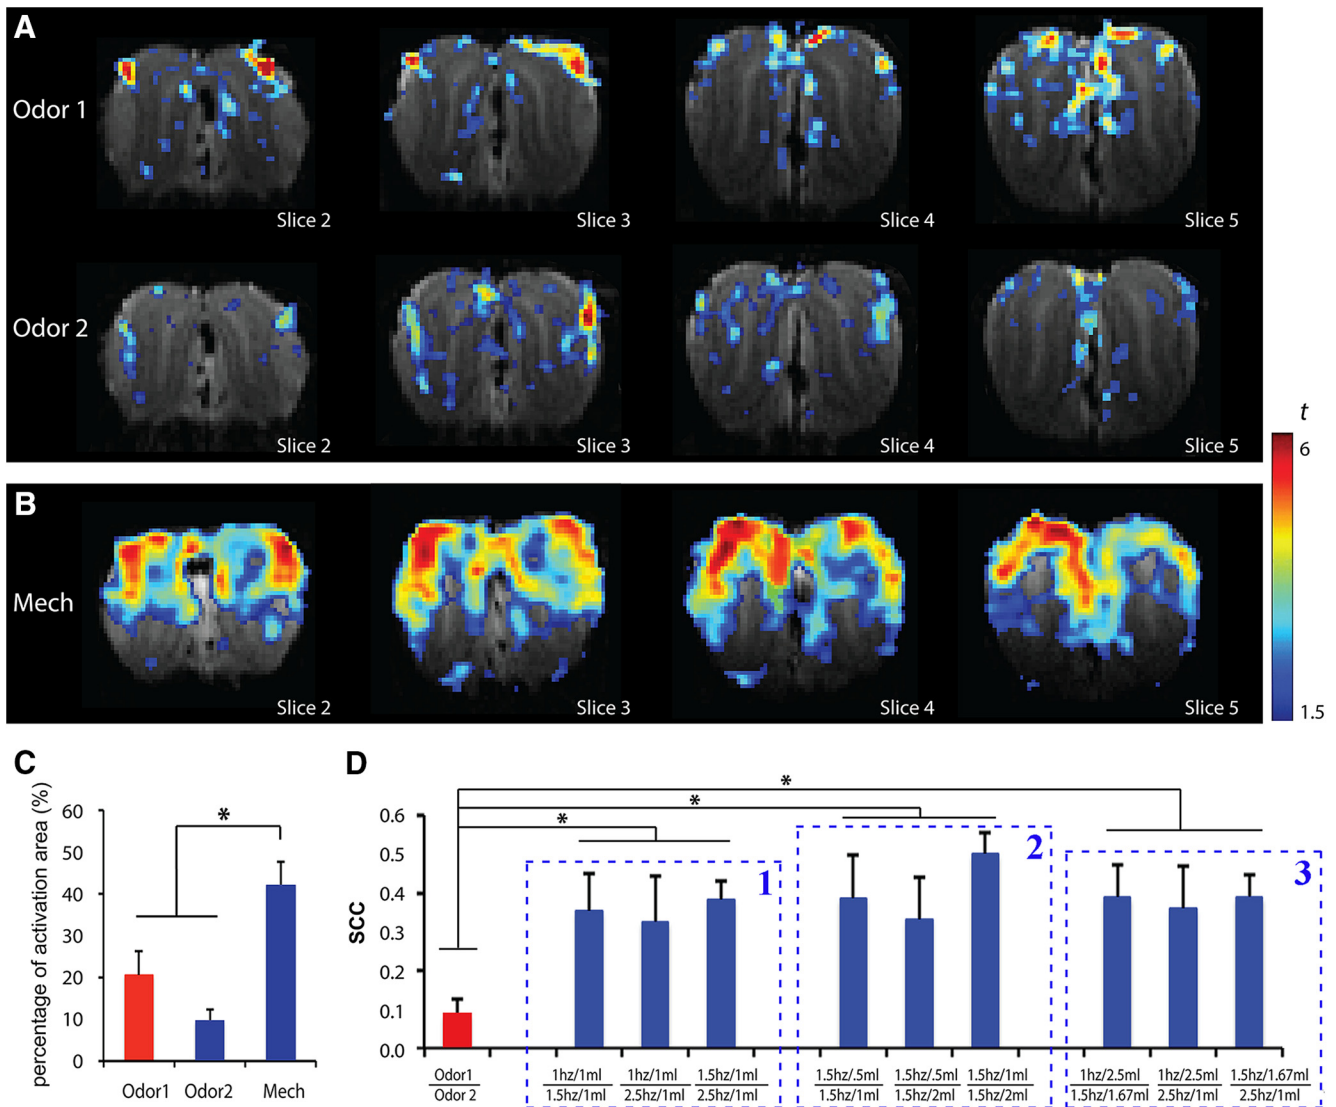 A
Odor 1
Slice 2
Slice 3
Slice 4
Slice 5
Odor 2
Slice 2
Slice 3
Slice 4
Slice 5
t
6
1.5
B
Mech
Slice 2
Slice 3
Slice 4
Slice 5
C
percentage of activation area (%)
60
50
40
30
20
10
0
*
Odor1
Odor2
Mech
D
SCC
0.6
0.5
0.4
0.3
0.2
0.1
0.0
*
*
*
1
2
3
Odor1
Odor 2
1hz/1ml
1.5hz/1ml
1hz/1ml
2.5hz/1ml
1.5hz/1ml
2.5hz/1ml
1.5hz/.5ml
1.5hz/1ml
1.5hz/.5ml
1.5hz/2ml
1.5hz/1ml
1.5hz/2ml
1hz/2.5ml
1.5hz/1.67ml
1hz/2.5ml
2.5hz/1ml
1.5hz/1.67ml
2.5hz/1ml